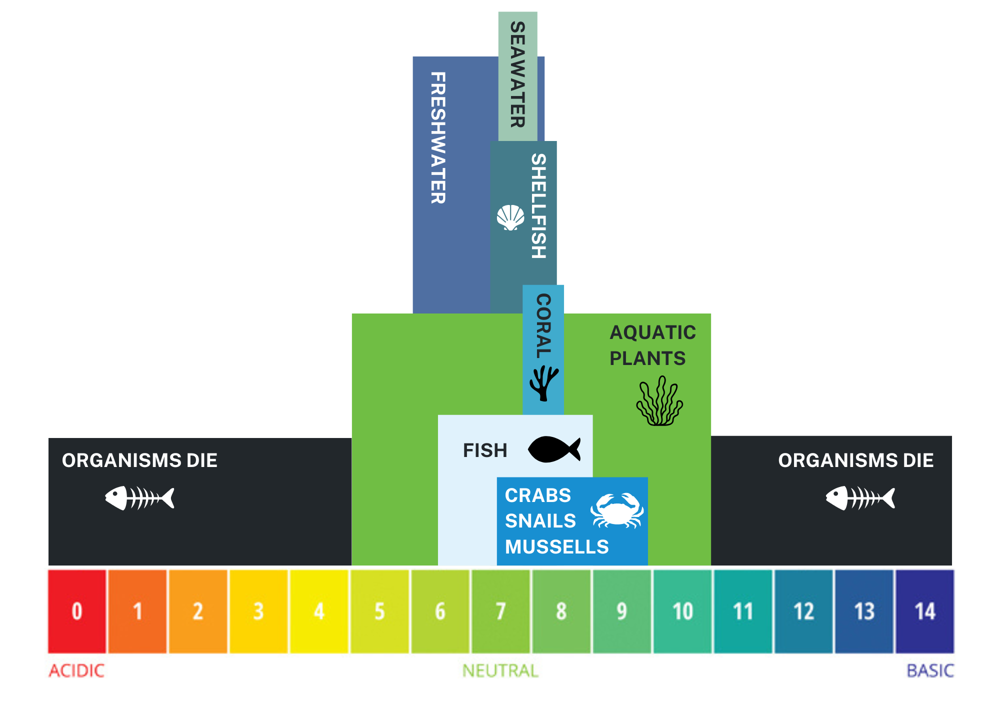 SEAWATER
FRESHWATER
SHELLFISH
CORAL
AQUATIC
PLANTS
FISH
ORGANISMS DIE
ORGANISMS DIE
CRABS
SNAILS
MUSSELLS
0 1 2 3 4 5 6 7 8 9 10 11 12 13 14
ACIDIC NEUTRAL BASIC